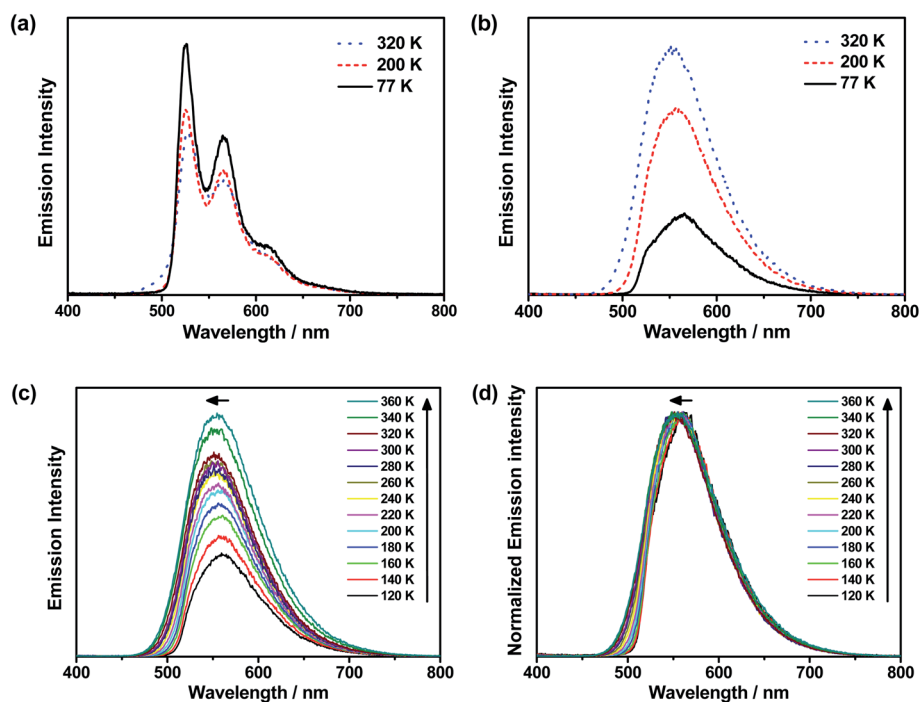 (a)
320 K
200 K
77 K
Emission Intensity
400 500 600 700 800
Wavelength / nm
(b)
320 K
200 K
77 K
Emission Intensity
400 500 600 700 800
Wavelength / nm
(c)
360 K
340 K
320 K
300 K
280 K
260 K
240 K
220 K
200 K
180 K
160 K
140 K
120 K
Emission Intensity
400 500 600 700 800
Wavelength / nm
(d)
360 K
340 K
320 K
300 K
280 K
260 K
240 K
220 K
200 K
180 K
160 K
140 K
120 K
Normalized Emission intensity
400 500 600 700 800
Wavelength / nm